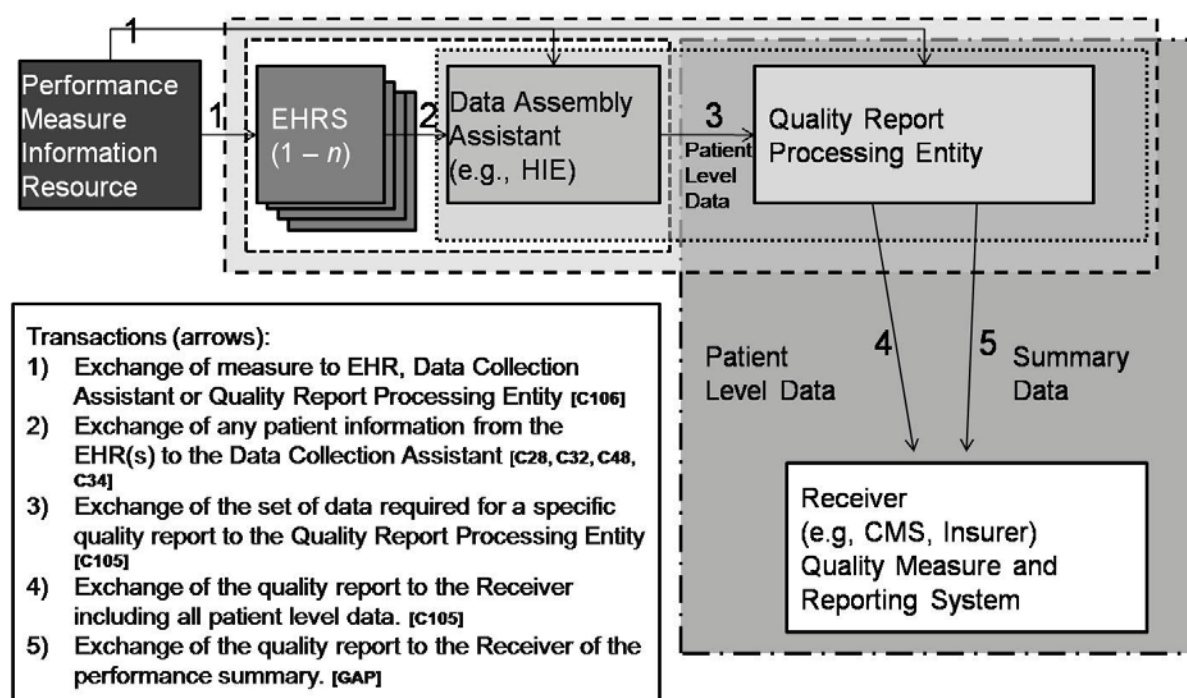 1
Performance
Measure
Information
Resource
1
EHRS
(1 – n)
2
Data Assembly
Assistant
(e.g., HIE)
3
Patient
Level
Data
Quality Report
Processing Entity
4
5
Patient
Level Data
Summary
Data
Receiver
(e.g, CMS, Insurer)
Quality Measure and
Reporting System
Transactions (arrows):
1) Exchange of measure to EHR, Data Collection
Assistant or Quality Report Processing Entity [C106]
2) Exchange of any patient information from the
EHR(s) to the Data Collection Assistant [C28, C32, C48,
C34]
3) Exchange of the set of data required for a specific
quality report to the Quality Report Processing Entity
[C105]
4) Exchange of the quality report to the Receiver
including all patient level data. [C105]
5) Exchange of the quality report to the Receiver of the
performance summary. [GAP]